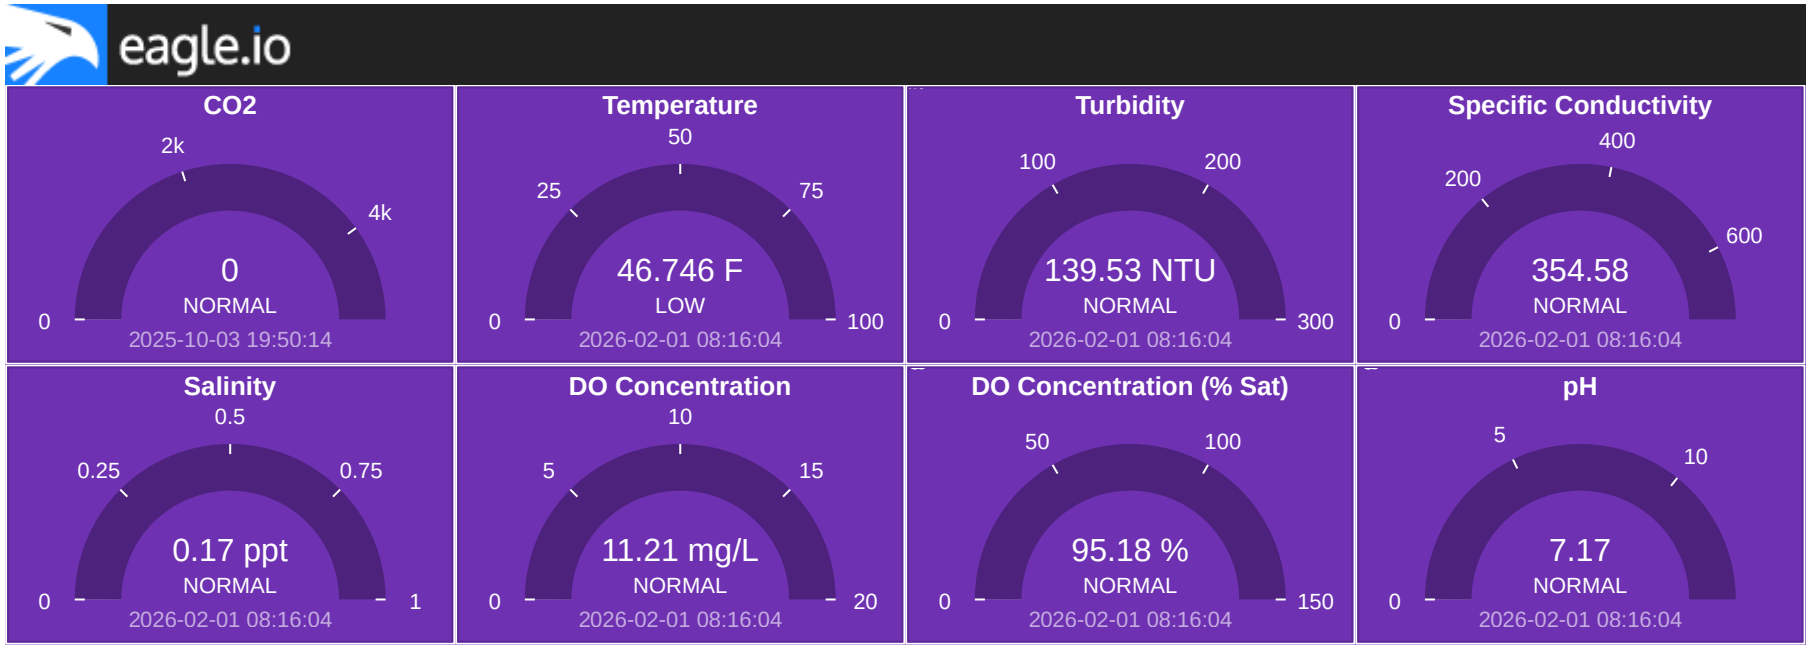 eagle.io
CO2
2k
4k
0
NORMAL
0
2025-10-03 19:50:14
Temperature
50
25
75
46.746 F
LOW
0
100
2026-02-01 08:16:04
Turbidity
100
200
139.53 NTU
NORMAL
0
300
2026-02-01 08:16:04
Specific Conductivity
400
200
600
354.58
NORMAL
0
2026-02-01 08:16:04
Salinity
0.5
0.25
0.75
0.17 ppt
NORMAL
0
1
2026-02-01 08:16:04
DO Concentration
10
5
15
11.21 mg/L
NORMAL
0
20
2026-02-01 08:16:04
DO Concentration (% Sat)
50
100
95.18 %
NORMAL
0
150
2026-02-01 08:16:04
pH
5
10
7.17
NORMAL
0
2026-02-01 08:16:04